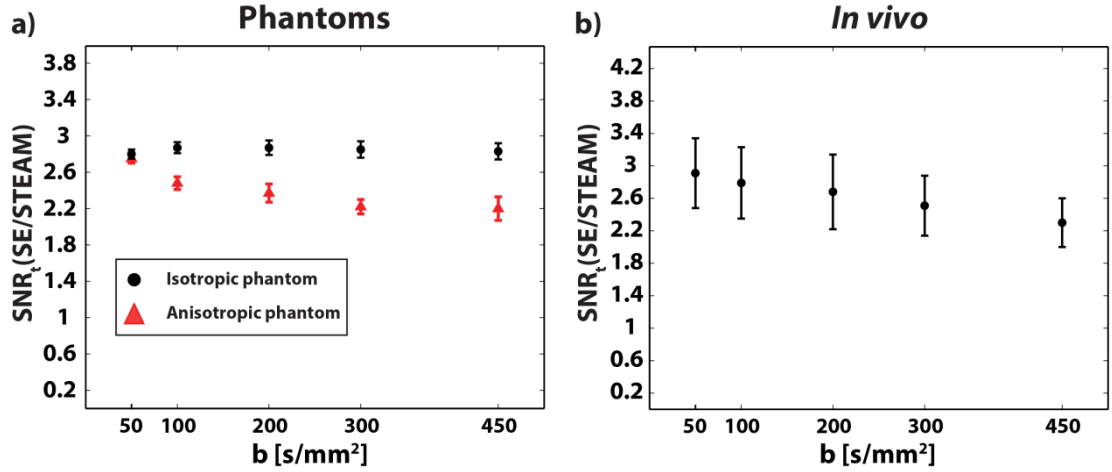 a)
Phantoms
SNRt(SE/STEAM)
3.8
3.4
3
2.6
2.2
1.8
1.4
1
0.6
0.2
Isotropic phantom
Anisotropic phantom
50 100 200 300 450
b [s/mm²]
b)
In vivo
SNRt(SE/STEAM)
4.2
3.8
3.4
3
2.6
2.2
1.8
1.4
1
0.6
0.2
50 100 200 300 450
b [s/mm²]